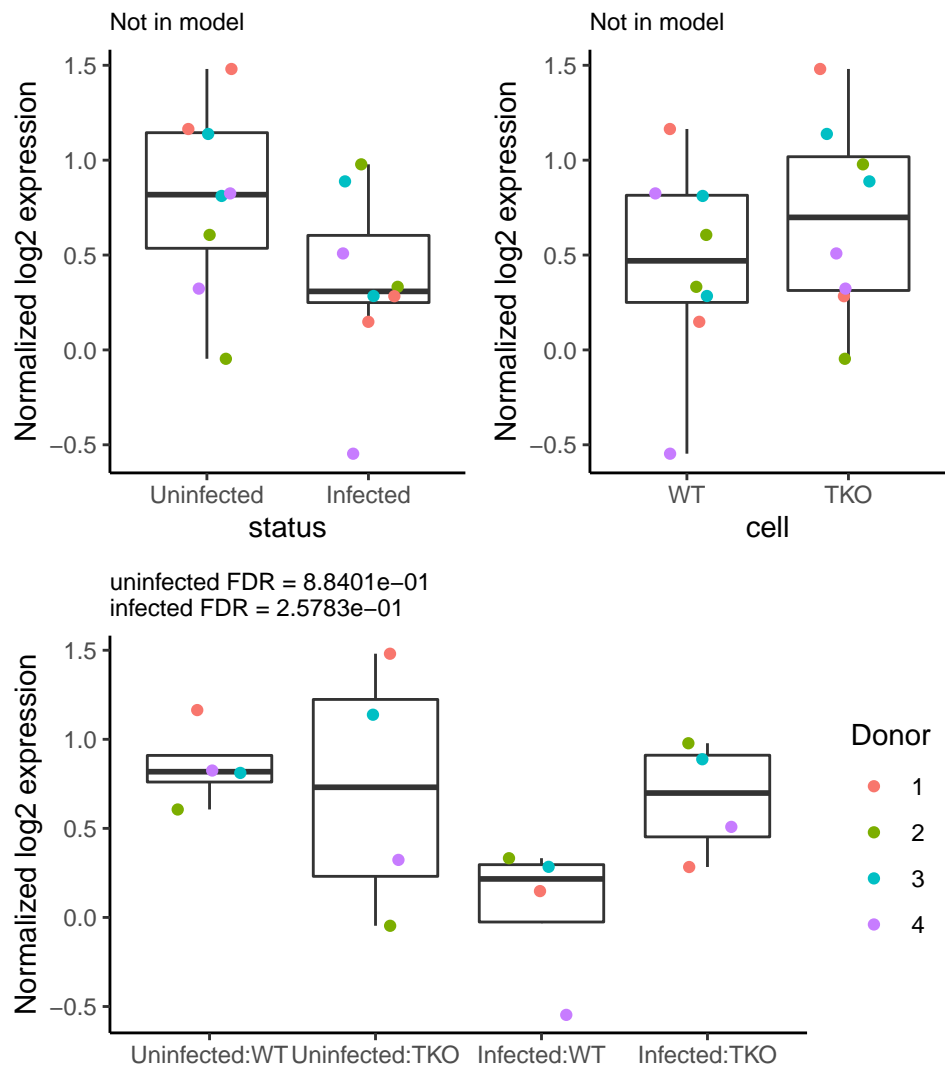 Not in model
Normalized log2 expression
1.5
1.0
0.5
0.0
−0.5
Uninfected Infected
status
Not in model
Normalized log2 expression
1.5
1.0
0.5
0.0
−0.5
WT TKO
cell
uninfected FDR = 8.8401e−01
infected FDR = 2.5783e−01
Normalized log2 expression
1.5
1.0
0.5
0.0
−0.5
Uninfected:WT Uninfected:TKO Infected:WT Infected:TKO
Donor
1
2
3
4